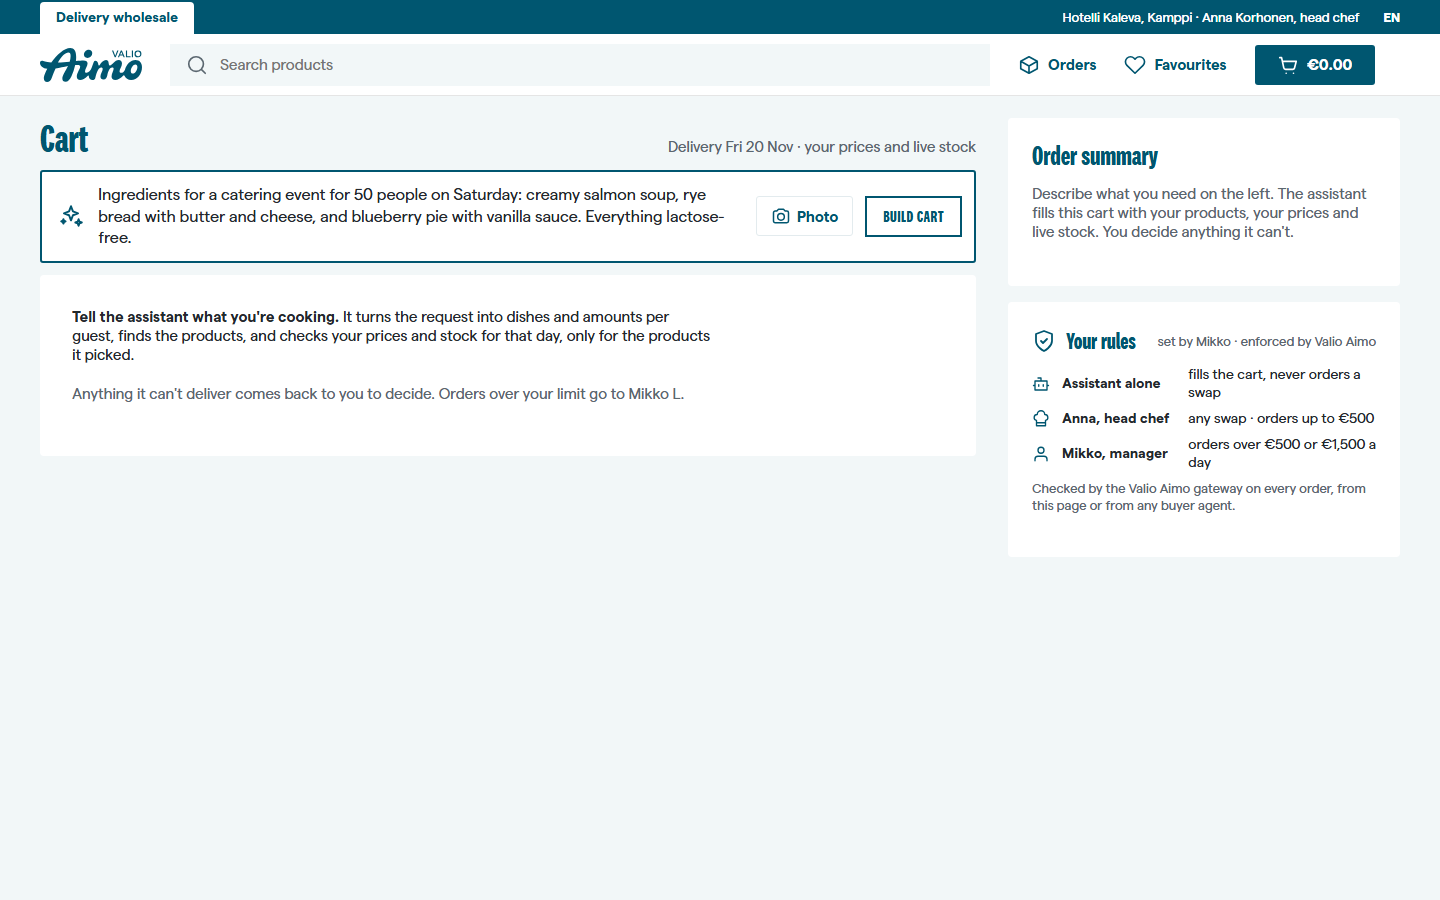 Delivery wholesale
Hotelli Kaleva, Kamppi · Anna Korhonen, head chef
EN
VALIO
Aimo
Search products
Orders
Favourites
€0.00
Cart
Delivery Fri 20 Nov · your prices and live stock
Ingredients for a catering event for 50 people on Saturday: creamy salmon soup, rye
bread with butter and cheese, and blueberry pie with vanilla sauce. Everything lactose-
free.
Photo
BUILD CART
Tell the assistant what you're cooking. It turns the request into dishes and amounts per
guest, finds the products, and checks your prices and stock for that day, only for the products
it picked.
Anything it can't deliver comes back to you to decide. Orders over your limit go to Mikko L.
Order summary
Describe what you need on the left. The assistant
fills this cart with your products, your prices and
live stock. You decide anything it can't.
Your rules
set by Mikko · enforced by Valio Aimo
Assistant alone
fills the cart, never orders a
swap
Anna, head chef
any swap · orders up to €500
Mikko, manager
orders over €500 or €1,500 a
day
Checked by the Valio Aimo gateway on every order, from
this page or from any buyer agent.